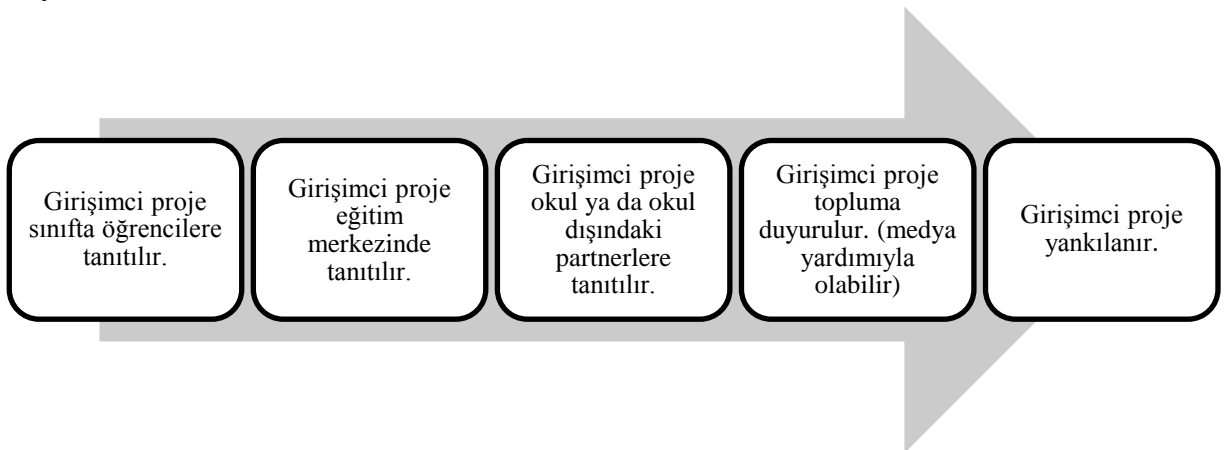 Girişimci proje
sınıfta öğrencilere
tanıtılır.
Girişimci proje
eğitim
merkezinde
tanıtılır.
Girişimci proje
okul ya da okul
dışındaki
partnerlere
tanıtılır.
Girişimci proje
topluma
duyurulur. (medya
yardımıyla
olabilir)
Girişimci proje
yankılanır.